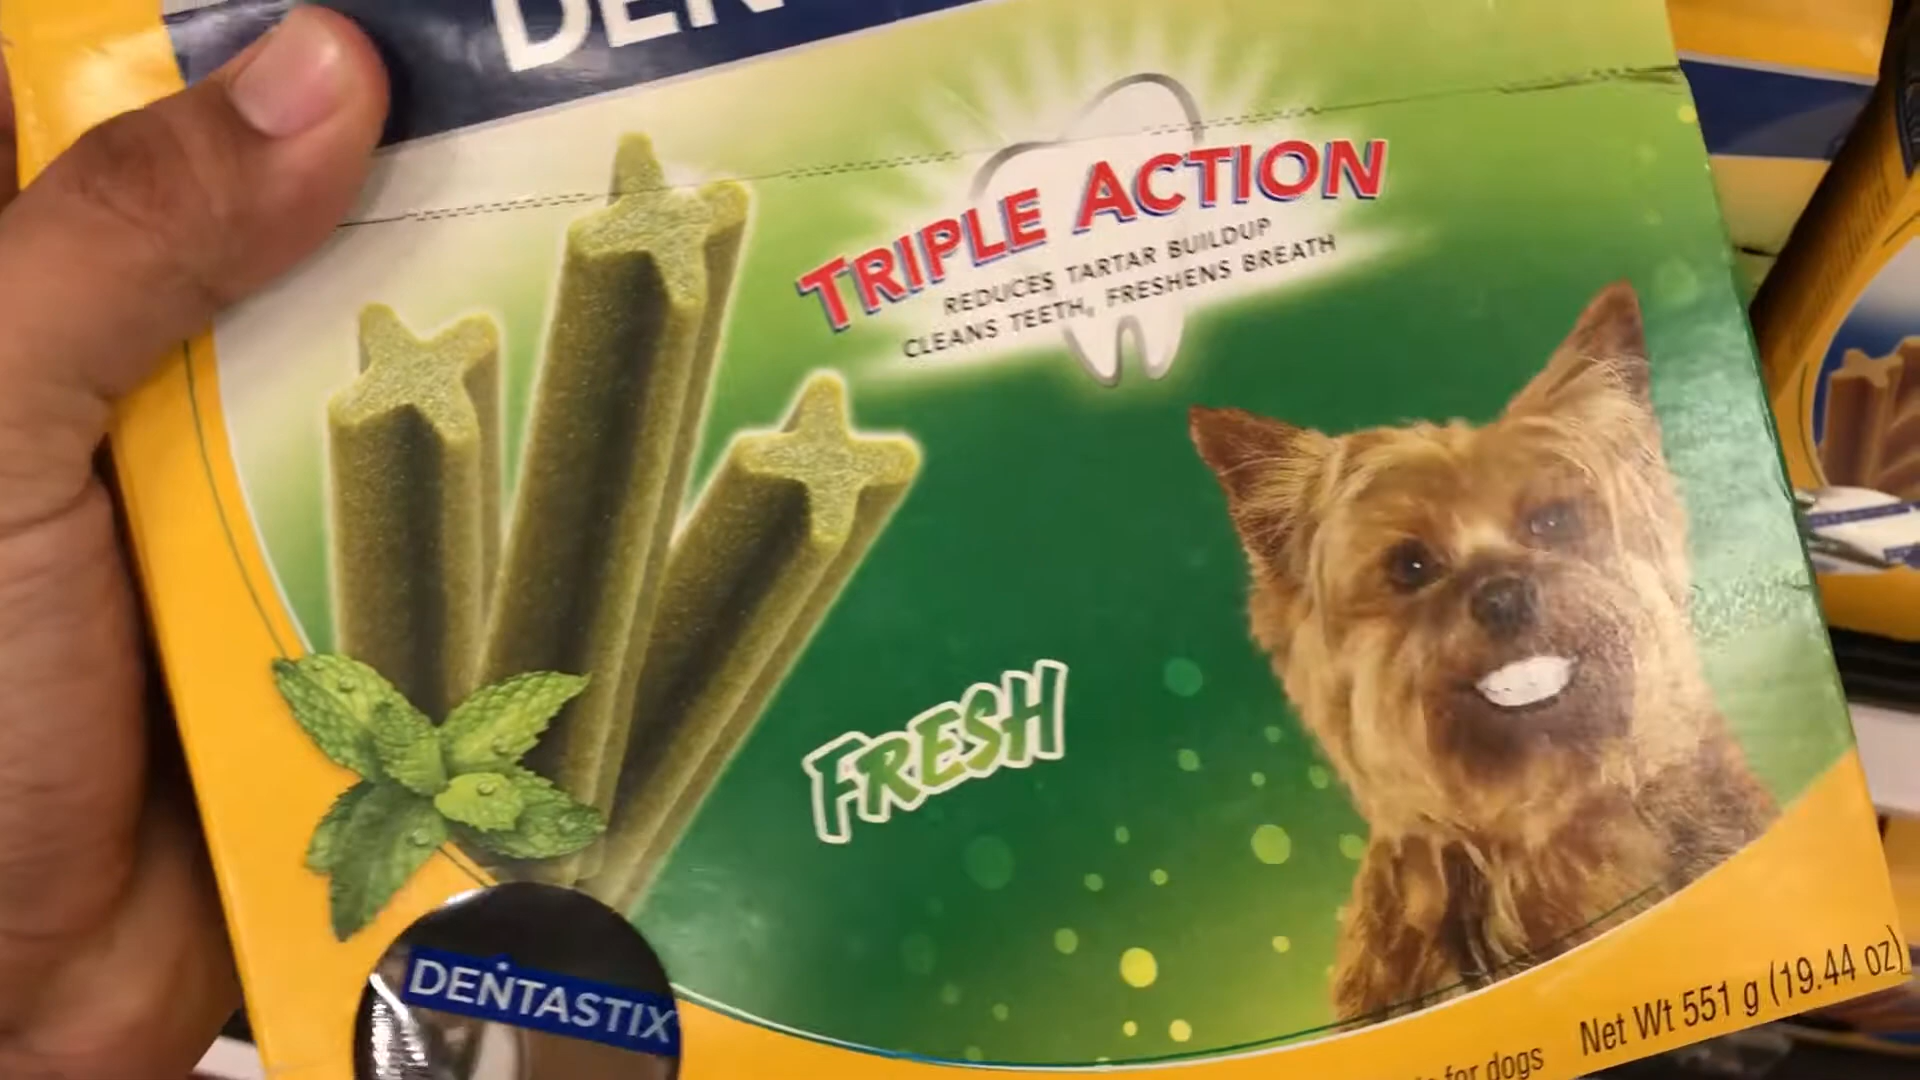 DEN
TRIPLE ACTION
REDUCES TARTAR BUILDUP
CLEANS TEETH, FRESHENS BREATH
FRESH
DENTASTIX
Net Wt 551 g (19.44 oz)
for dogs